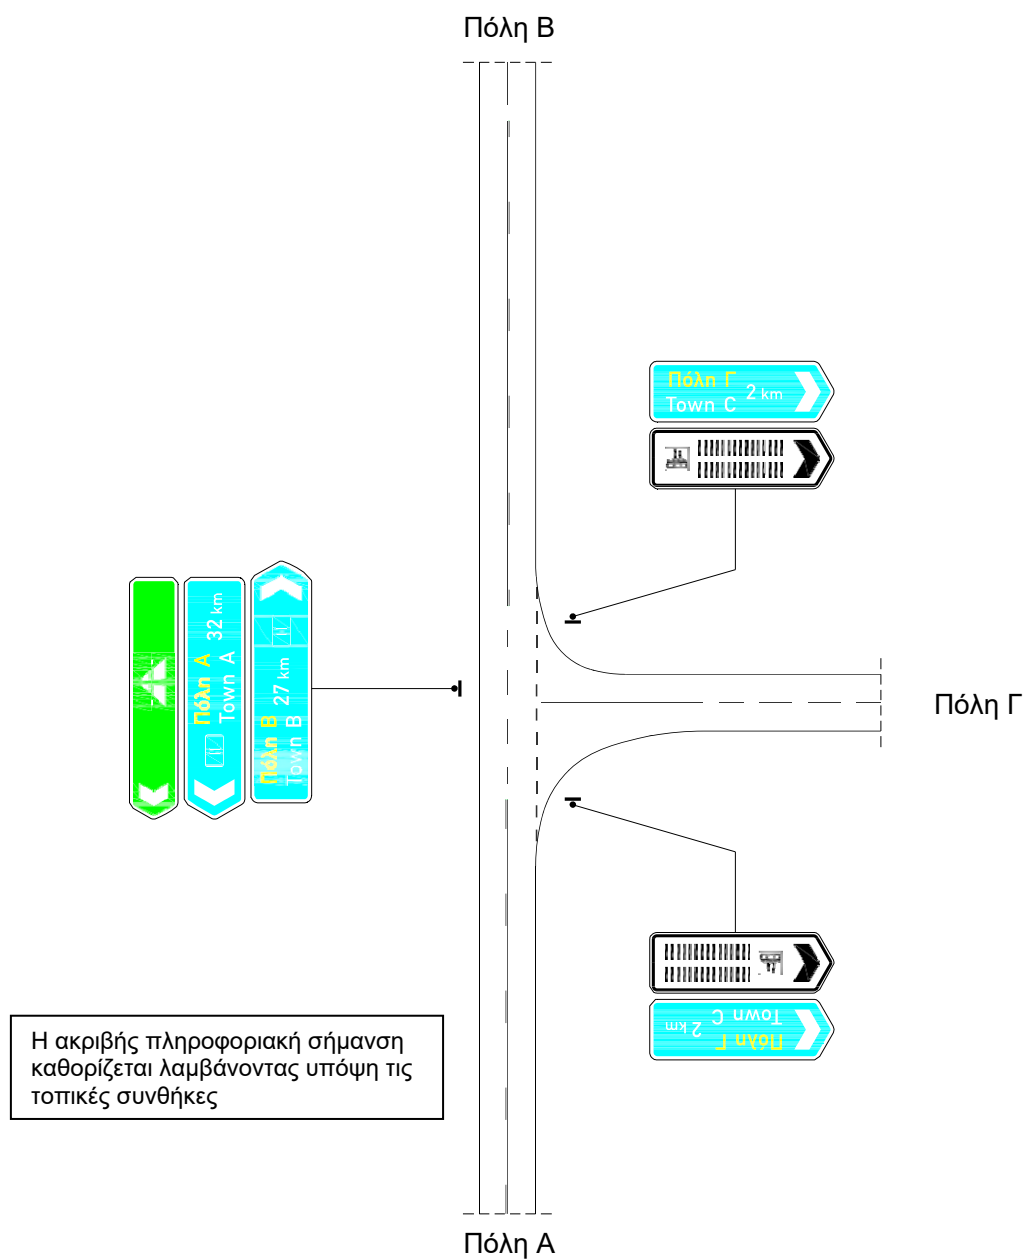 Πόλη Β
Πόλη Γ
Town C
2 km
Πόλη Α
Town A
32 km
Πόλη Β
Town B
27 km
Πόλη Γ
Town C
2 km
Πόλη Γ
Η ακριβής πληροφοριακή σήμανση
καθορίζεται λαμβάνοντας υπόψη τις
τοπικές συνθήκες
Πόλη Α